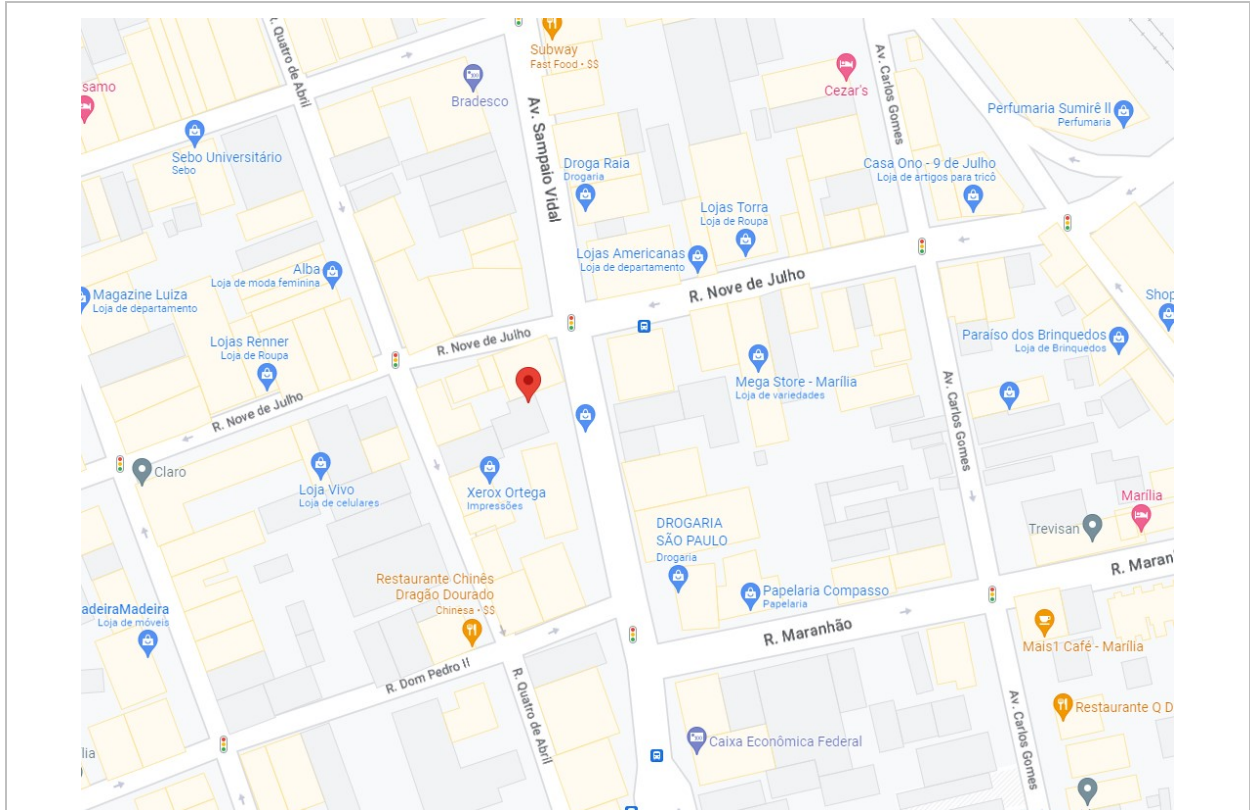 R. Quatro de Abril
Subway
Fast Food • $$
Bradesco
Av. Sampaio Vidal
Av. Carlos Gomes
Cezar's
Perfumaria Sumirê II
Perfumaria
samo
Sebo Universitário
Sebo
Droga Raia
Drogaria
Casa Ono - 9 de Julho
Loja de artigos para tricô
Lojas Torra
Loja de Roupa
Lojas Americanas
Loja de departamento
Alba
Loja de moda feminina
Magazine Luiza
Loja de departamento
R. Nove de Julho
Shop
Lojas Renner
Loja de Roupa
R. Nove de Julho
Paraíso dos Brinquedos
Loja de Brinquedos
Mega Store - Marília
Loja de variedades
R. Nove de Julho
Av. Carlos Gomes
Claro
Loja Vivo
Loja de celulares
Xerox Ortega
Impressões
Marília
Trevisan
DROGARIA
SÃO PAULO
Drogaria
R. Maran
Restaurante Chinês
Dragão Dourado
Chinesa • $$
Papelaria Compasso
Papelaria
adeiraMadeira
Loja de móveis
R. Maranhão
Mais1 Café - Marília
R. Dom Pedro II
R. Quatro de Abril
Av. Carlos Gomes
Restaurante Q D
Caixa Econômica Federal
lia